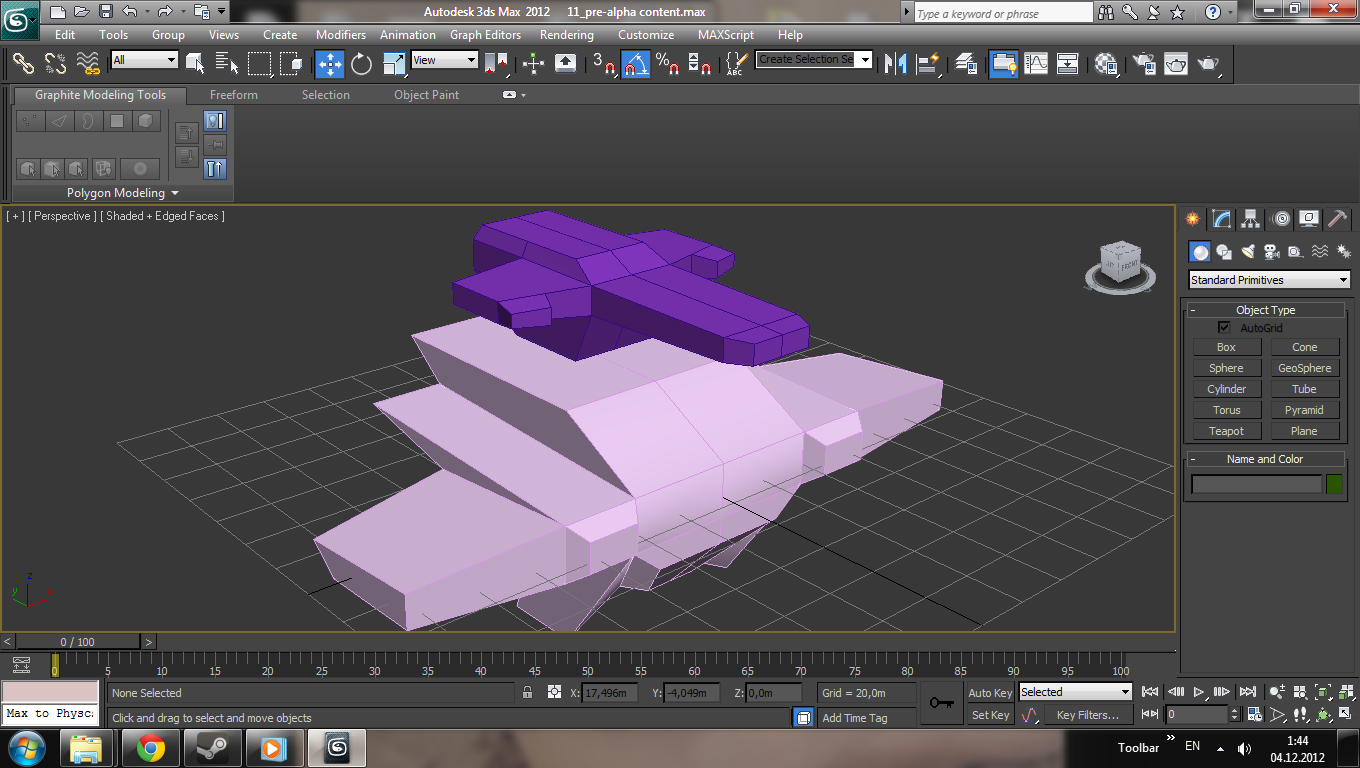 Autodesk 3ds Max 2012 11_pre-alpha content.max
Type a keyword or phrase
Edit Tools Group Views Create Modifiers Animation Graph Editors Rendering Customize MAXScript Help
All
View
3
ABC
Create Selection Se
Graphite Modeling Tools Freeform Selection Object Paint
Polygon Modeling
[ + ] [ Perspective ] [ Shaded + Edged Faces ]
FRONT
Standard Primitives
- Object Type
AutoGrid
Box Cone
Sphere GeoSphere
Cylinder Tube
Torus Pyramid
Teapot Plane
- Name and Color
z
y
x
< 0 / 100 >
0 5 10 15 20 25 30 35 40 45 50 55 60 65 70 75 80 85 90 95 100
None Selected X: 17,496m Y: -4,049m Z: 0,0m Grid = 20,0m Auto Key Selected
Max to Physc:
Click and drag to select and move objects Add Time Tag Set Key Key Filters... 0
Toolbar » EN 1:44
04.12.2012